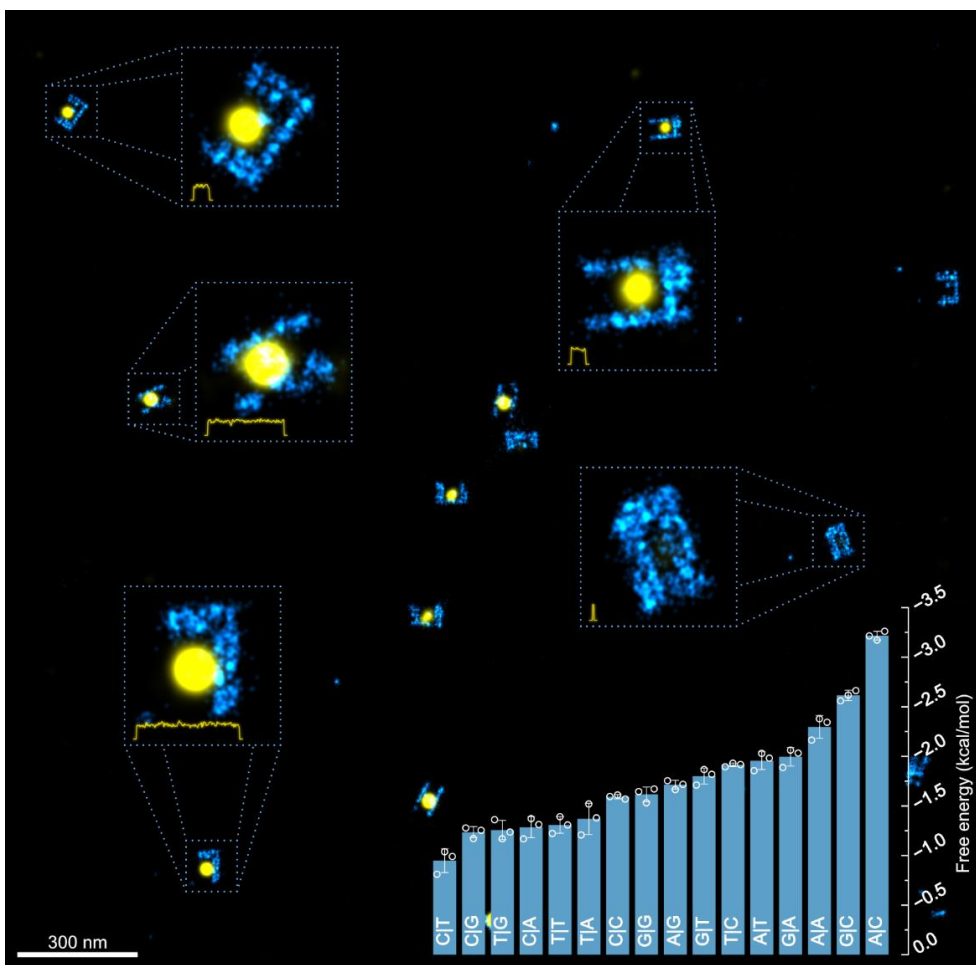 −3.5
−3.0
−2.5
−2.0
−1.5
−1.0
−0.5
0.0
Free energy (kcal/mol)
C|T
C|G
T|G
C|A
T|T
T|A
C|C
G|G
A|G
G|T
T|C
A|T
G|A
A|A
G|C
A|C
300 nm